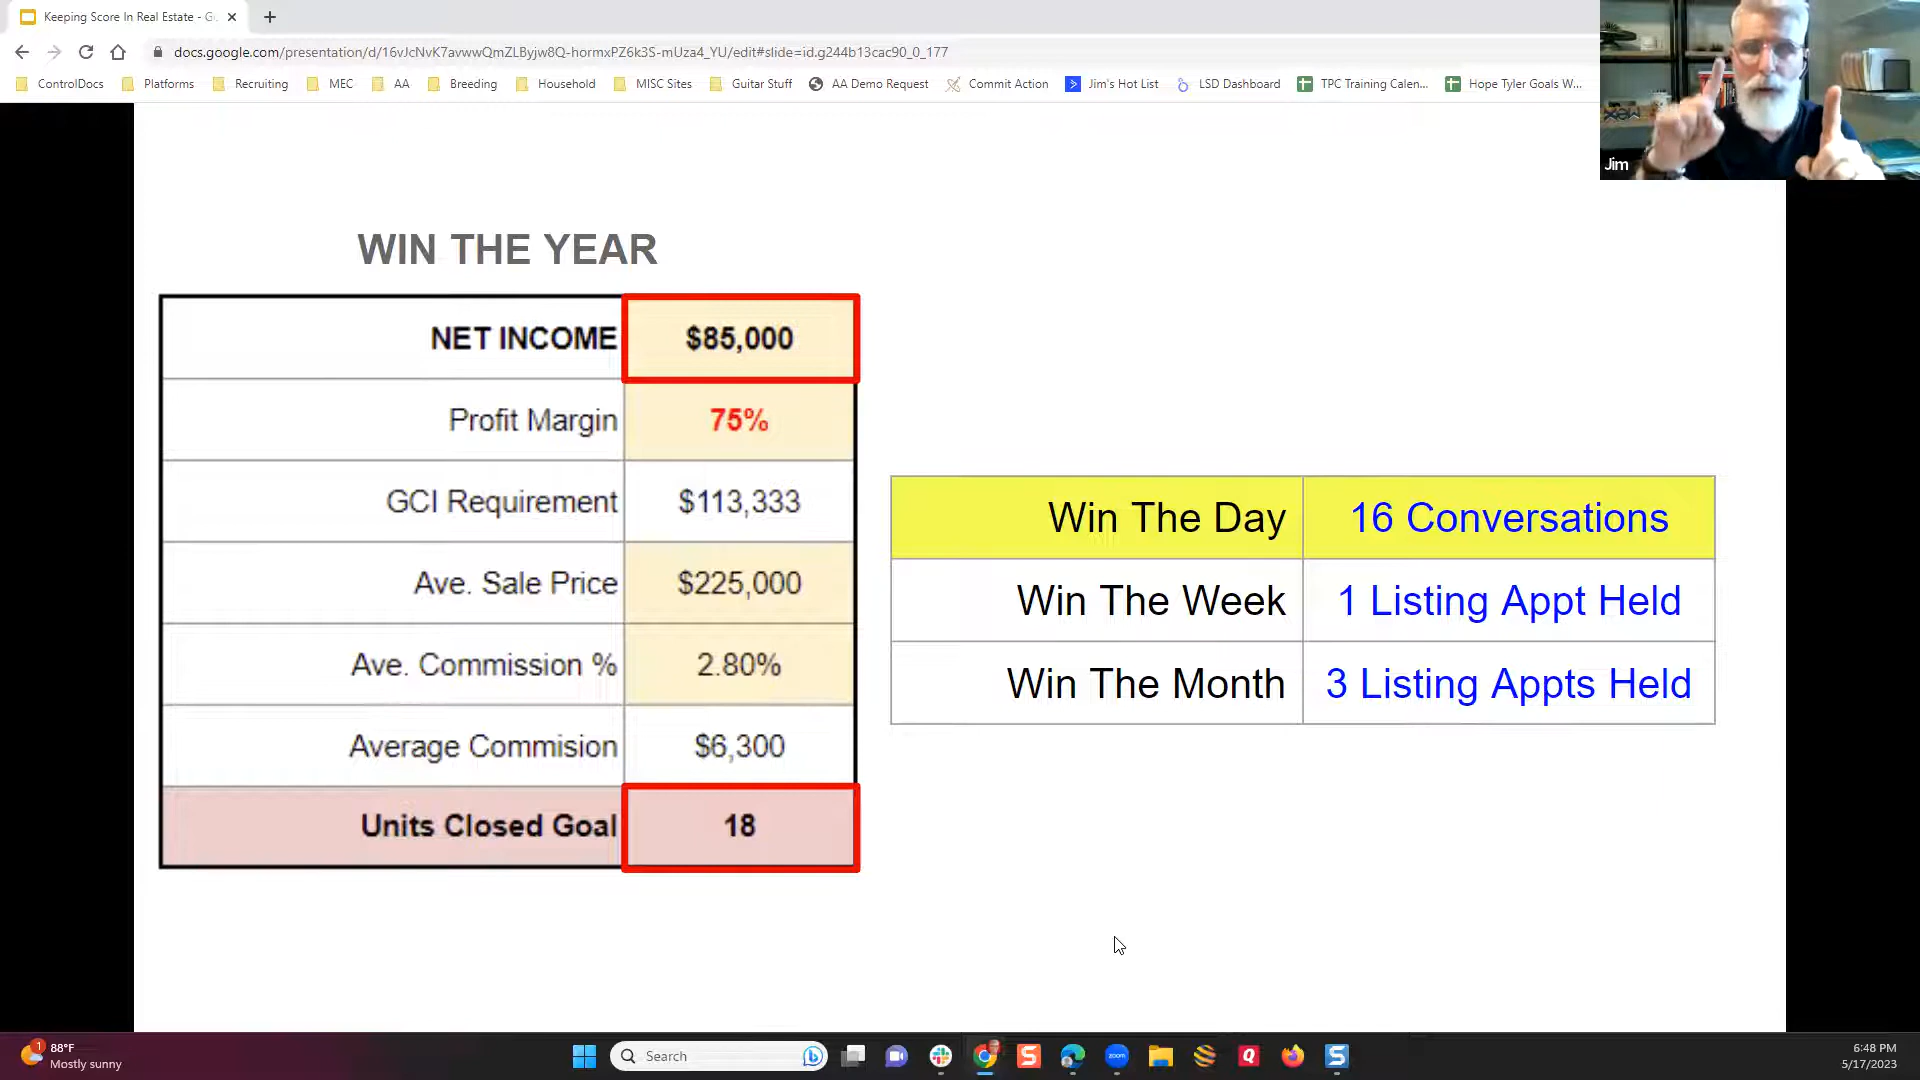 Keeping Score In Real Estate - G
docs.google.com/presentation/d/16vJcNvK7avwwQmZLByjw8Q-hormxPZ6k3S-mUza4_YU/edit#slide=id.g244b13cac90_0_177
ControlDocs Platforms Recruiting MEC AA Breeding Household MISC Sites Guitar Stuff AA Demo Request Commit Action Jim's Hot List LSD Dashboard TPC Training Calen... Hope Tyler Goals W...
Jim
WIN THE YEAR
NET INCOME $85,000
Profit Margin 75%
GCI Requirement $113,333
Ave. Sale Price $225,000
Ave. Commission % 2.80%
Average Commision $6,300
Units Closed Goal 18
Win The Day 16 Conversations
Win The Week 1 Listing Appt Held
Win The Month 3 Listing Appts Held
1
88°F
Mostly sunny
Search
zoom
6:48 PM
5/17/2023